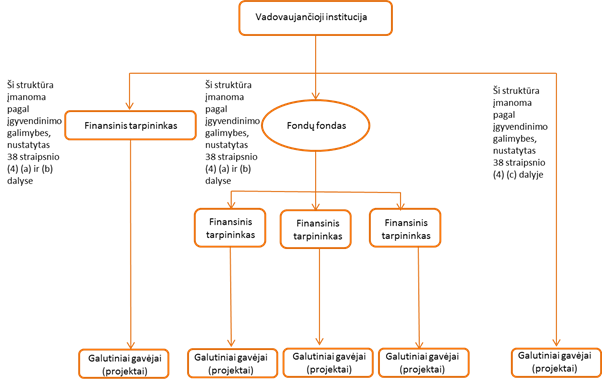 Vadovaujančioji institucija
Ši struktūra
įmanoma
pagal
įgyvendinimo
galimybes,
nustatytas
38 straipsnio
(4) (a) ir (b)
dalyse
Finansinis tarpininkas
Ši struktūra
įmanoma
pagal
įgyvendinimo
galimybes,
nustatytas
38 straipsnio
(4) (a) ir (b)
dalyse
Fondų fondas
Ši struktūra
įmanoma
pagal
įgyvendinimo
galimybes,
nustatytas
38 straipsnio
(4) (c) dalyje
Finansinis
tarpininkas
Finansinis
tarpininkas
Finansinis
tarpininkas
Galutiniai gavėjai
(projektai)
Galutiniai gavėjai
(projektai)
Galutiniai gavėjai
(projektai)
Galutiniai gavėjai
(projektai)
Galutiniai gavėjai
(projektai)